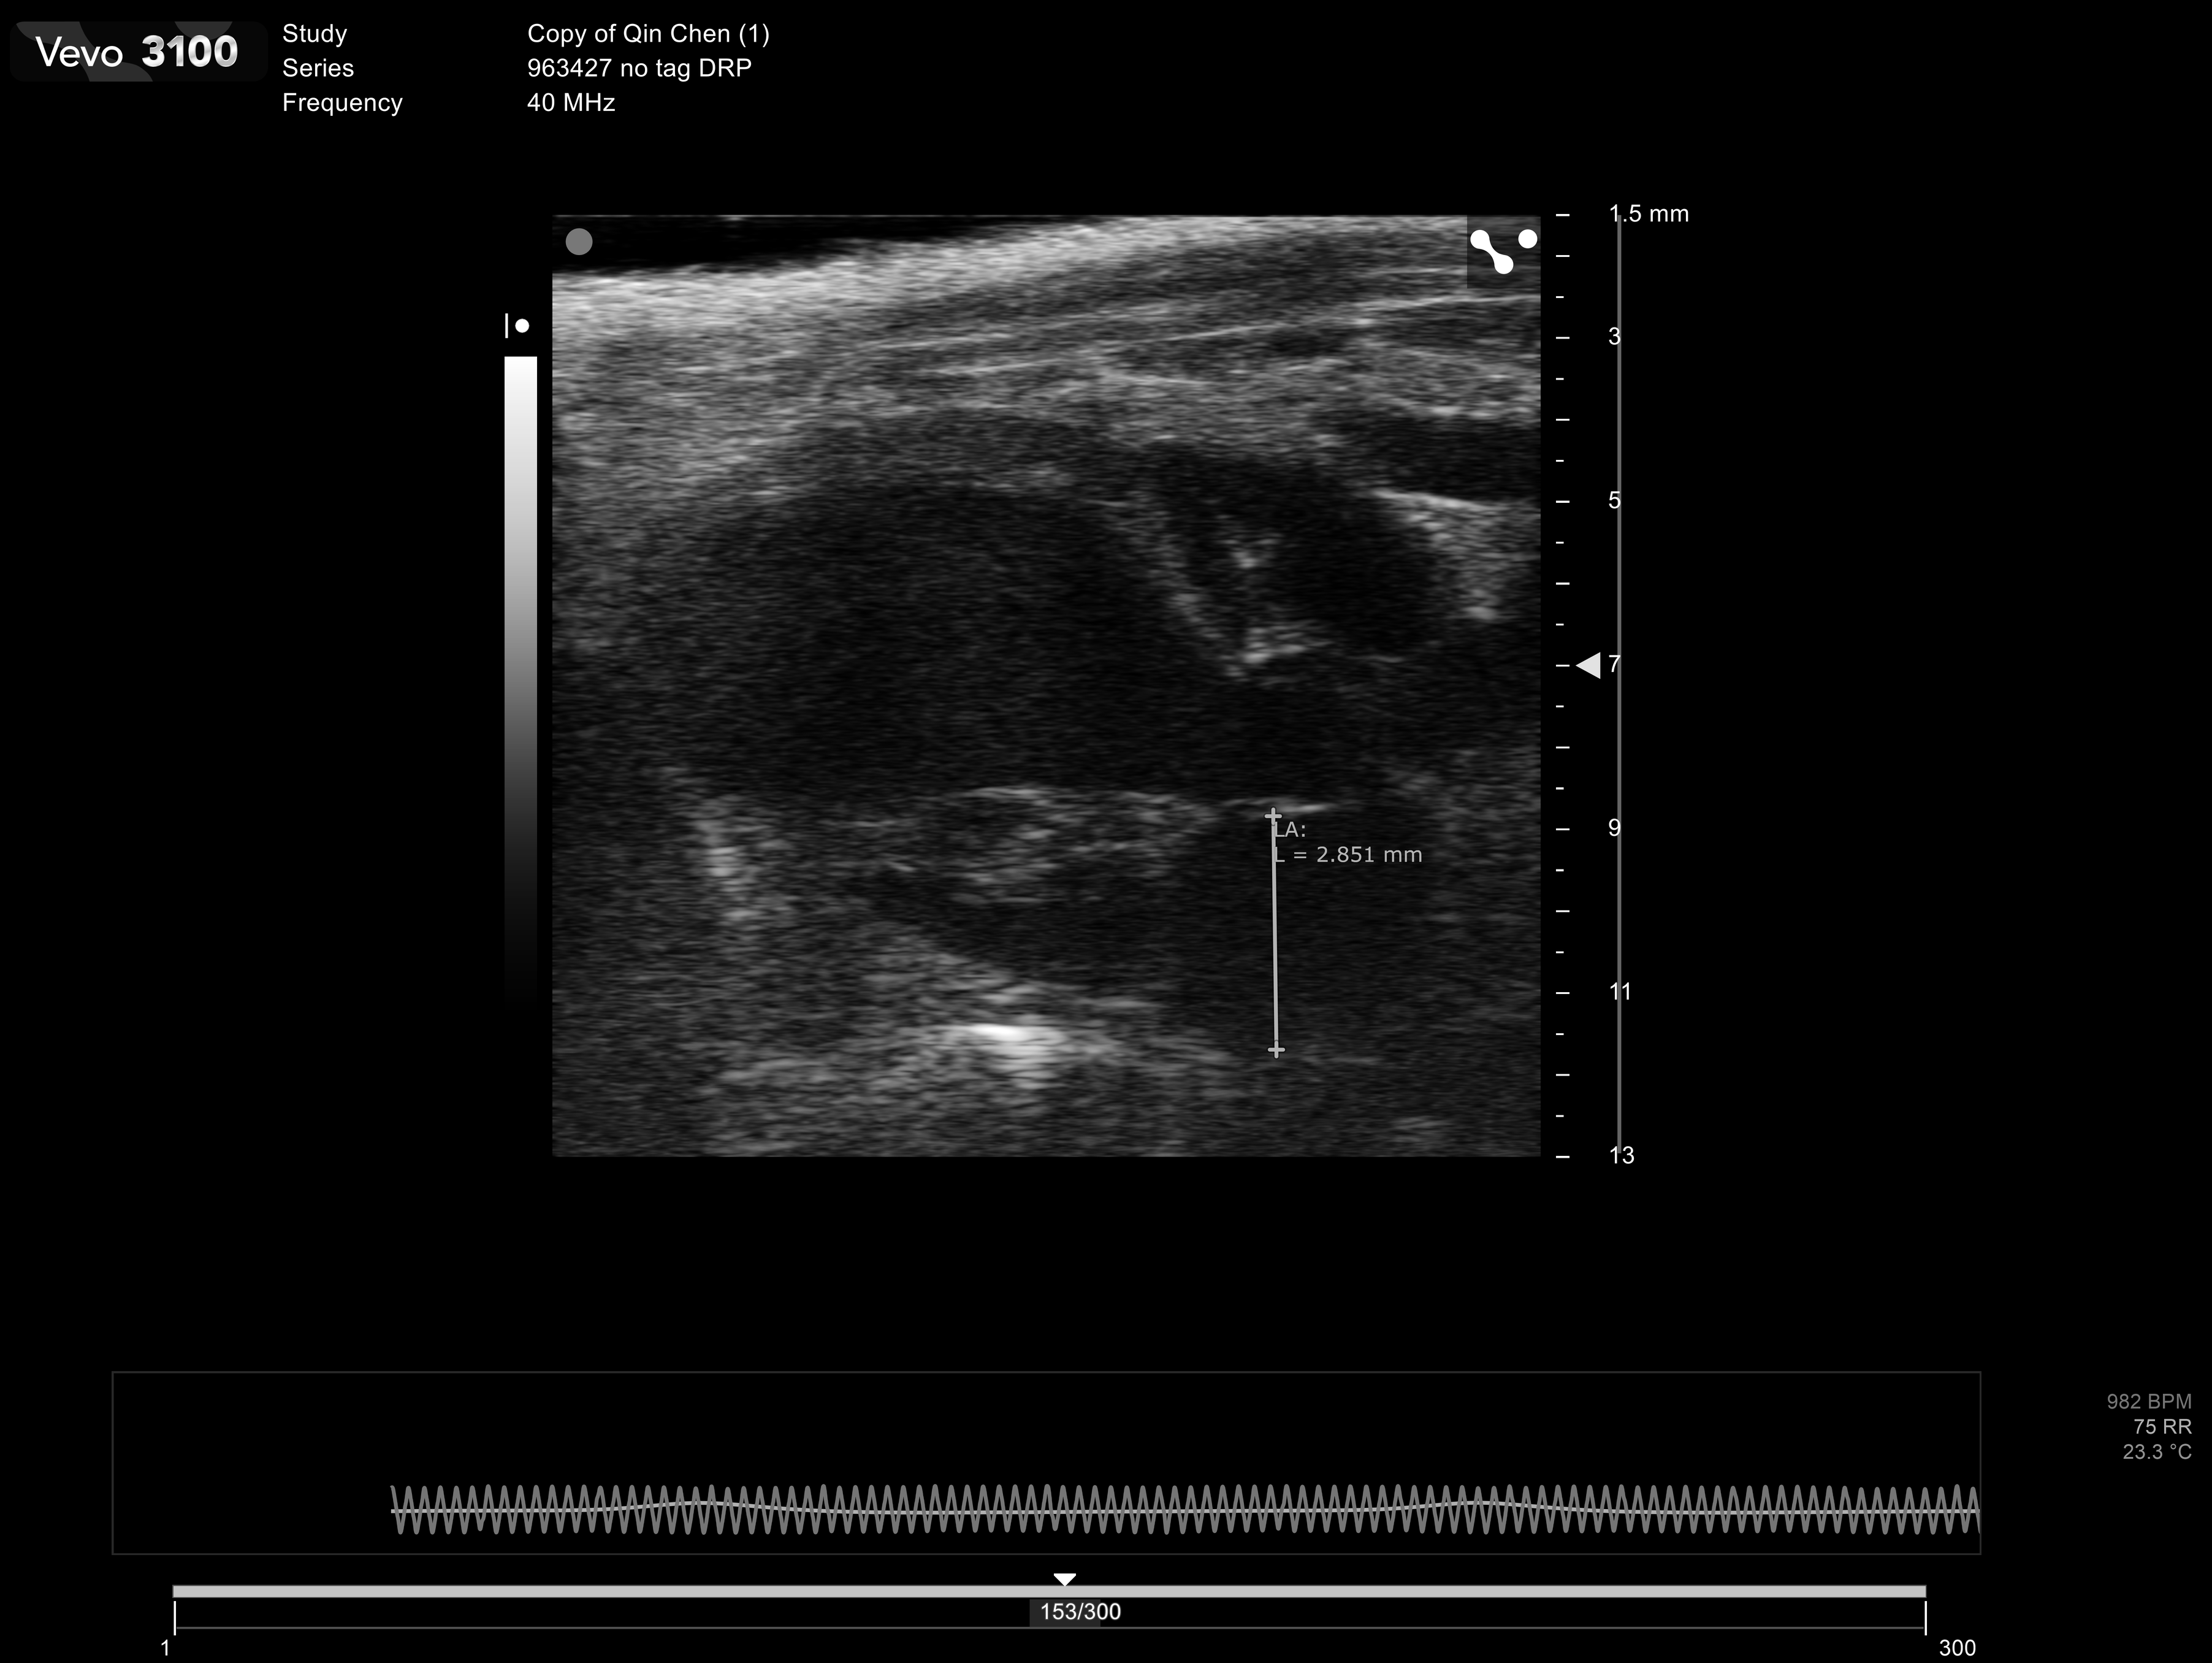 Vevo 3100
Study Copy of Qin Chen (1)
Series 963427 no tag DRP
Frequency 40 MHz
1.5 mm
3
5
7
9
LA:
L = 2.851 mm
11
13
982 BPM
75 RR
23.3 °C
153/300
1
300